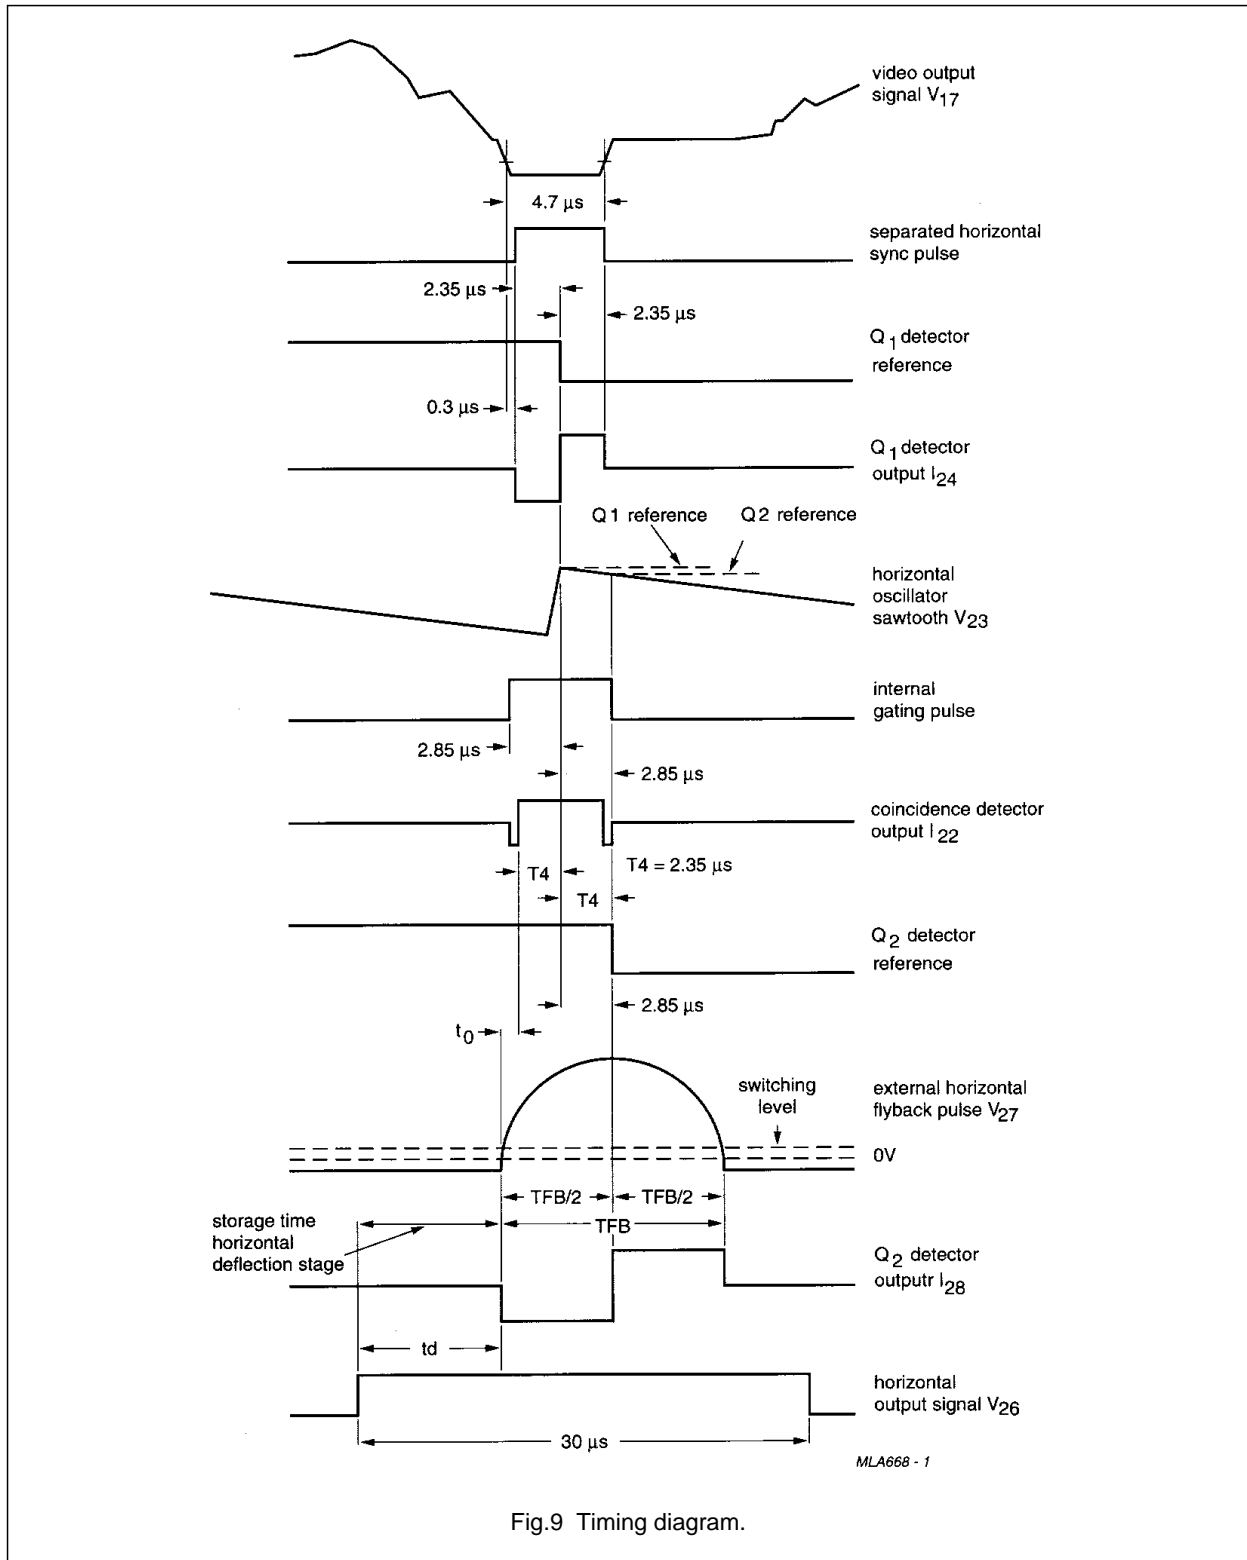 video output
signal V17
4.7 μs
separated horizontal
sync pulse
2.35 μs
2.35 μs
Q1 detector
reference
0.3 μs
Q1 detector
output I24
Q1 reference
Q2 reference
horizontal
oscillator
sawtooth V23
internal
gating pulse
2.85 μs
2.85 μs
coincidence detector
output I22
T4
T4 = 2.35 μs
T4
Q2 detector
reference
2.85 μs
t0
switching
level
external horizontal
flyback pulse V27
0V
TFB/2
TFB/2
storage time
horizontal
deflection stage
TFB
Q2 detector
outputr I28
td
horizontal
output signal V26
30 μs
MLA668 - 1
Fig.9 Timing diagram.